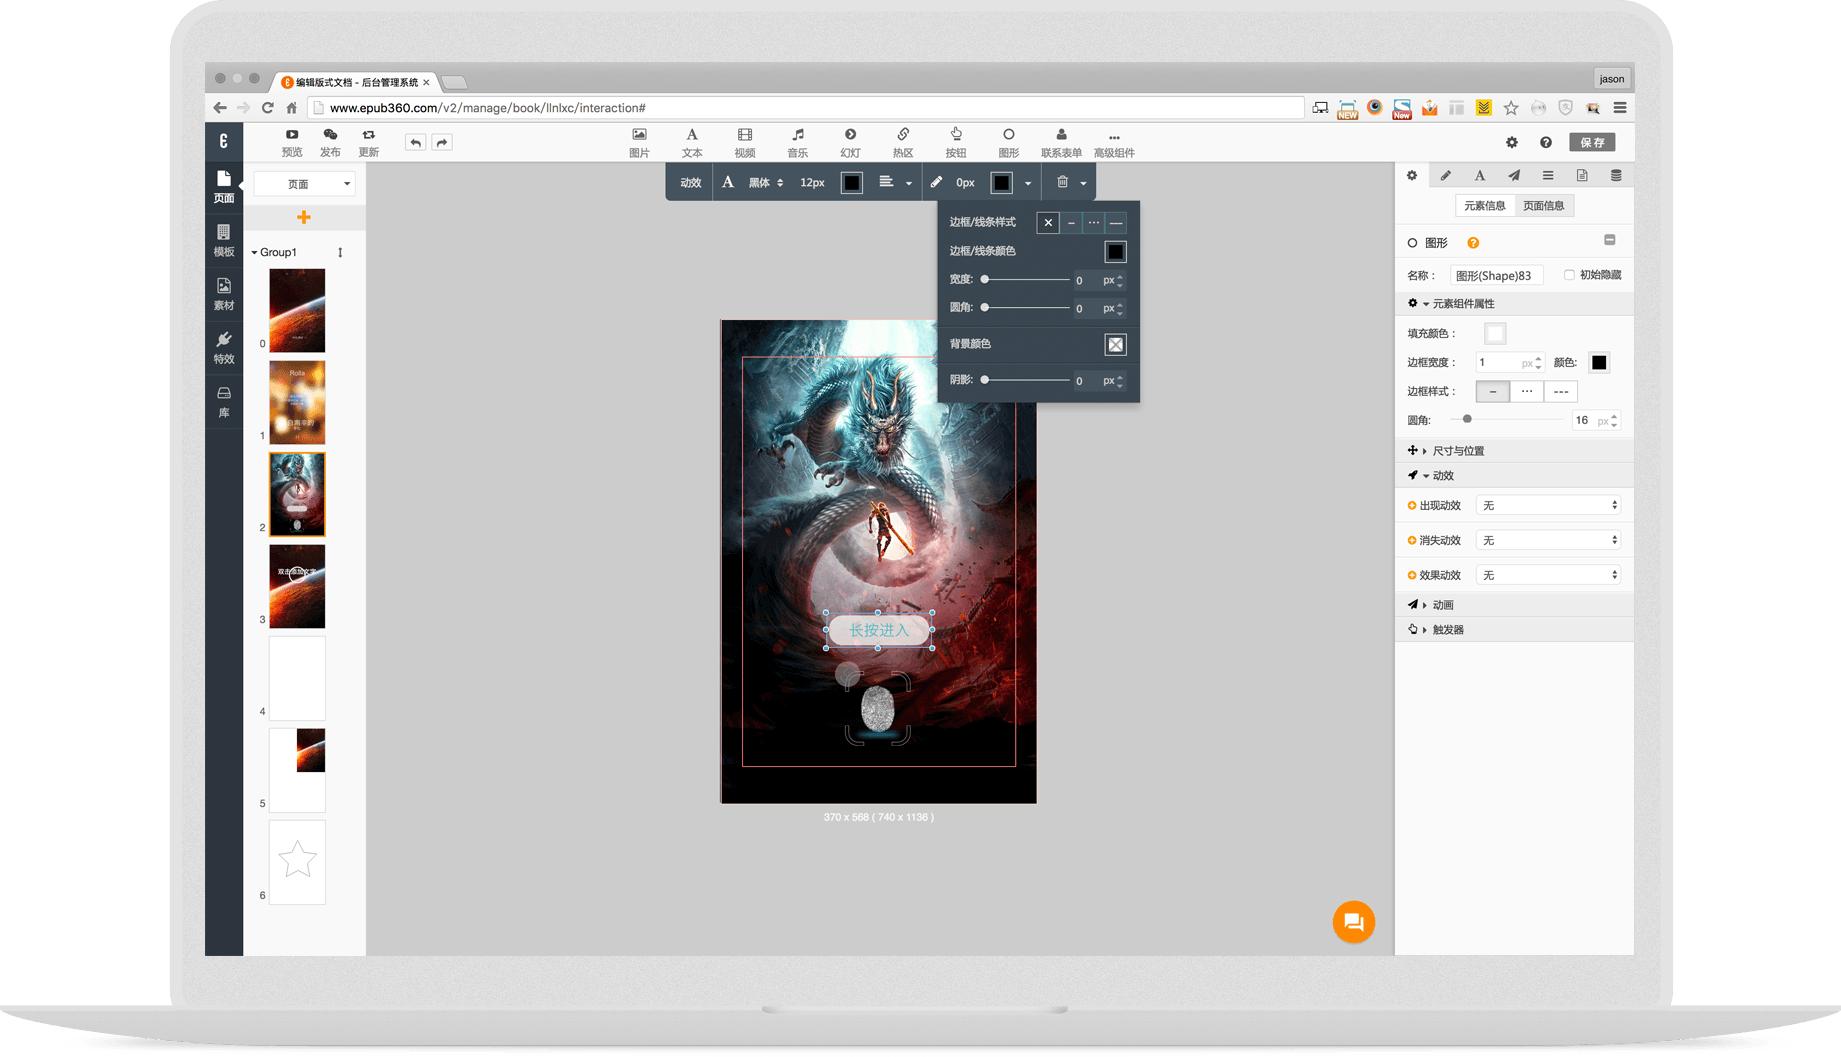 编辑版式文档 - 后台管理系统
jason
www.epub360.com/v2/manage/book/llnlxc/interaction#
NEW
New
预览 发布 更新
图片 文本 视频 音乐 幻灯 热区 按钮 图形 联系表单 高级组件
保存
页面
模板
素材
特效
库
页面
Group1
0
1
2
3
4
5
6
Rolla
双击添加文字
动效 A 黑体 12px 0px
边框/线条样式
边框/线条颜色
宽度: 0 px
圆角: 0 px
背景颜色
阴影: 0 px
长按进入
370 x 568 ( 740 x 1136 )
元素信息 页面信息
图形
名称： 图形(Shape)83 初始隐藏
元素组件属性
填充颜色：
边框宽度： 1 px 颜色:
边框样式：
圆角: 16 px
尺寸与位置
动效
出现动效 无
消失动效 无
效果动效 无
动画
触发器